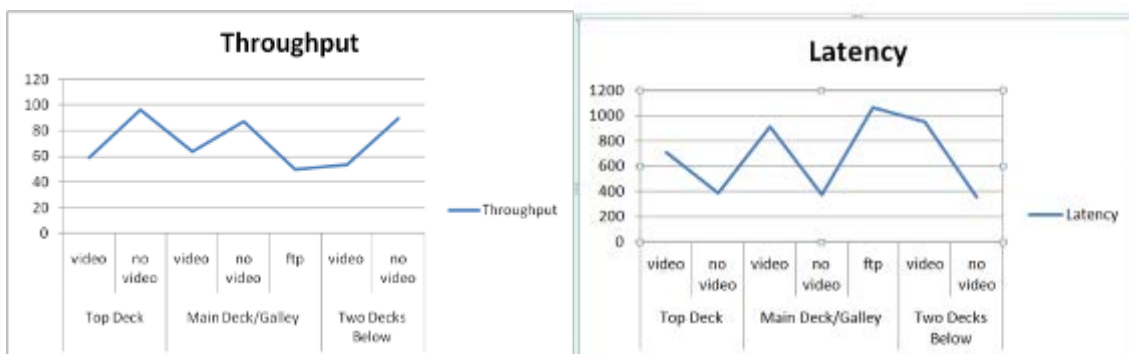 Throughput
120
100
80
60
40
20
0
video no video video no video ftp video no video
Top Deck Main Deck/Galley Two Decks Below
Throughput
Latency
1200
1000
800
600
400
200
0
video no video video no video ftp video no video
Top Deck Main Deck/Galley Two Decks Below
Latency